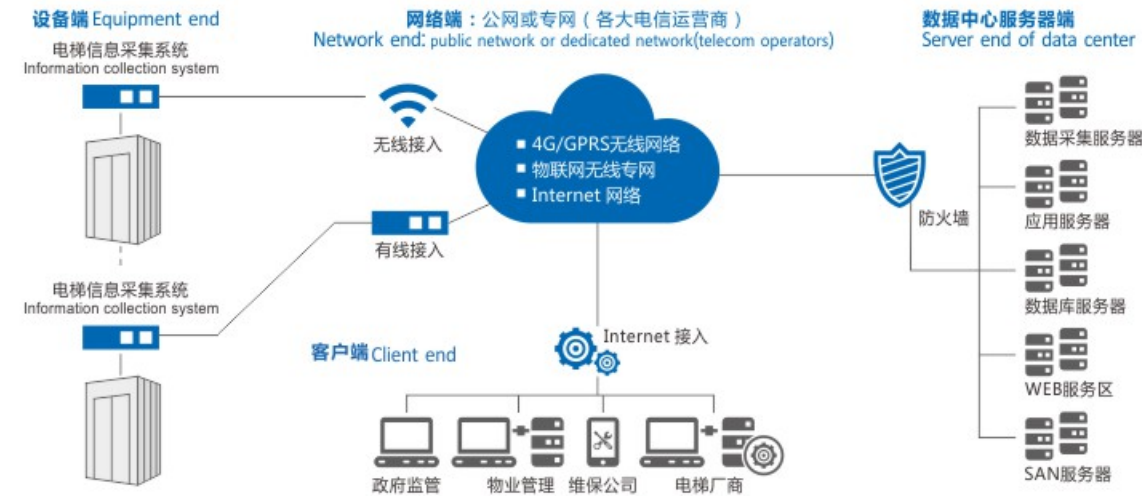 设备端 Equipment end
电梯信息采集系统
Information collection system
电梯信息采集系统
Information collection system
网络端：公网或专网（各大电信运营商）
Network end: public network or dedicated network(telecom operators)
无线接入
有线接入
4G/GPRS无线网络
物联网无线专网
Internet 网络
客户端 Client end
Internet 接入
政府监管
物业管理
维保公司
电梯厂商
数据中心服务器端
Server end of data center
防火墙
数据采集服务器
应用服务器
数据库服务器
WEB服务区
SAN服务器